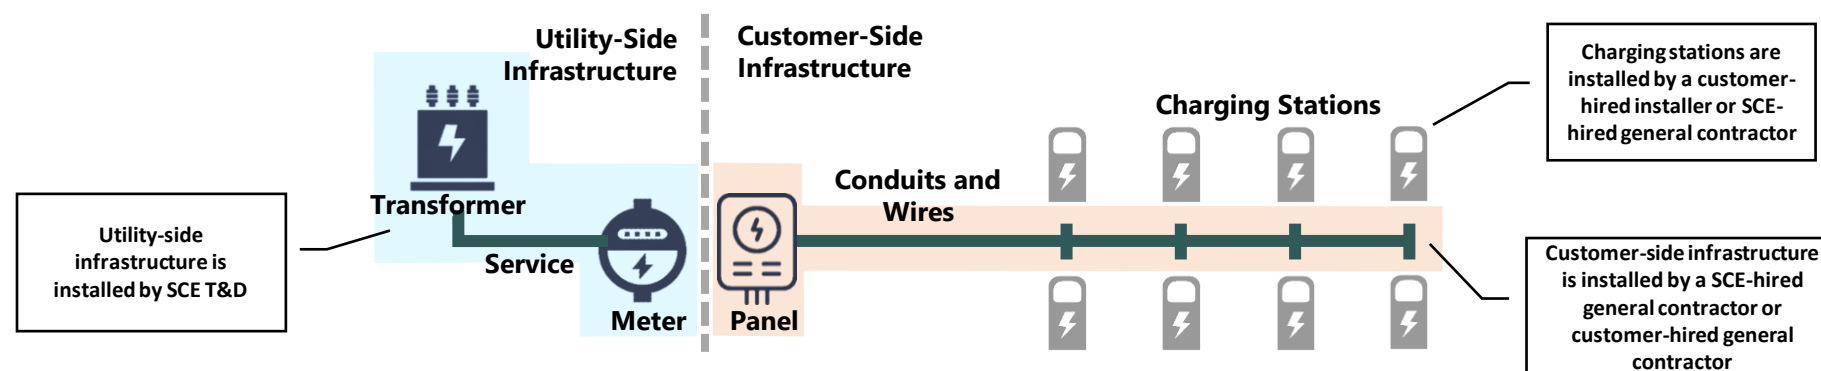 Utility-Side
Infrastructure
Customer-Side
Infrastructure
Charging Stations
Charging stations are
installed by a customer-
hired installer or SCE-
hired general contractor
Conduits and
Wires
Transformer
Utility-side
infrastructure is
installed by SCE T&D
Service
Meter
Panel
Customer-side infrastructure
is installed by a SCE-hired
general contractor or
customer-hired general
contractor